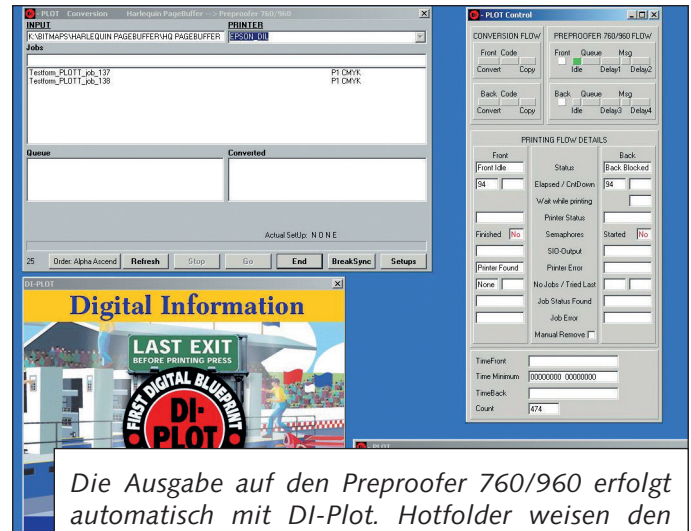 - PLOT Conversion Harlequin PageBuffer --> Preproofer 760/960
INPUT PRINTER
K:\BITMAPS\HARLEQUIN PAGEBUFFER\HQ PAGEBUFFER EPSON_DIL
Jobs
Testform_PLOTT_job_137 P1 CMYK
Testform_PLOTT_job_138 P1 CMYK
Queue Converted
Actual SetUp: N O N E
25 Order: Alpha Ascend Refresh Stop Go End BreakSync Setups
DI-PLOT
Digital Information
LAST EXIT
BEFORE PRINTING PRESS
FIRST DIGITAL BLUEPRINT
DI-
PLOT
- PLOT Control
CONVERSION FLOW PREPROOFER 760/960 FLOW
Front Code Front Queue Msg
Convert Copy Idle Delay1 Delay2
Back Code Back Queue Msg
Convert Copy Idle Delay3 Delay4
PRINTING FLOW DETAILS
Front Back
Front Idle Status Back Blocked
94 Elapsed / CntDown 94
Wait while printing
Printer Status
Finished No Semaphores Started No
SIO-Output
Printer Found Printer Error
None No Jobs / Tried Last
Job Status Found
Job Error
Manual Remove
TimeFront
Time Minimum 00000000 00000000
TimeBack
Count 474
- PLOT
Die Ausgabe auf den Preproofer 760/960 erfolgt
automatisch mit DI-Plot. Hotfolder weisen den